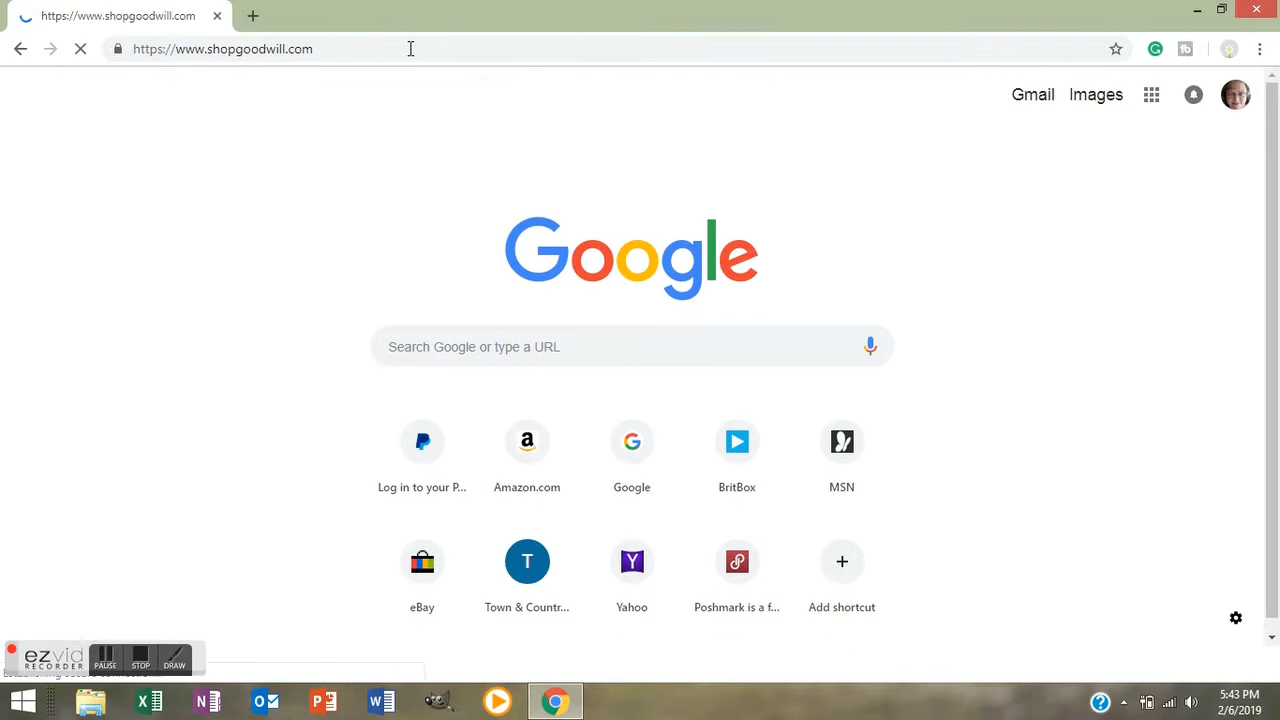 https://www.shopgoodwill.com
https://www.shopgoodwill.com
Gmail Images
Google
Search Google or type a URL
Log in to your P... Amazon.com Google BritBox MSN
T
eBay Town & Countr... Yahoo Poshmark is a f... Add shortcut
ezvid
RECORDER
PAUSE STOP DRAW
5:43 PM
2/6/2019